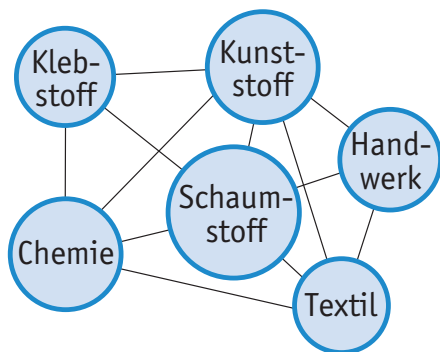 Kleb-
stoff
Kunst-
stoff
Hand-
werk
Schaum-
stoff
Chemie
Textil